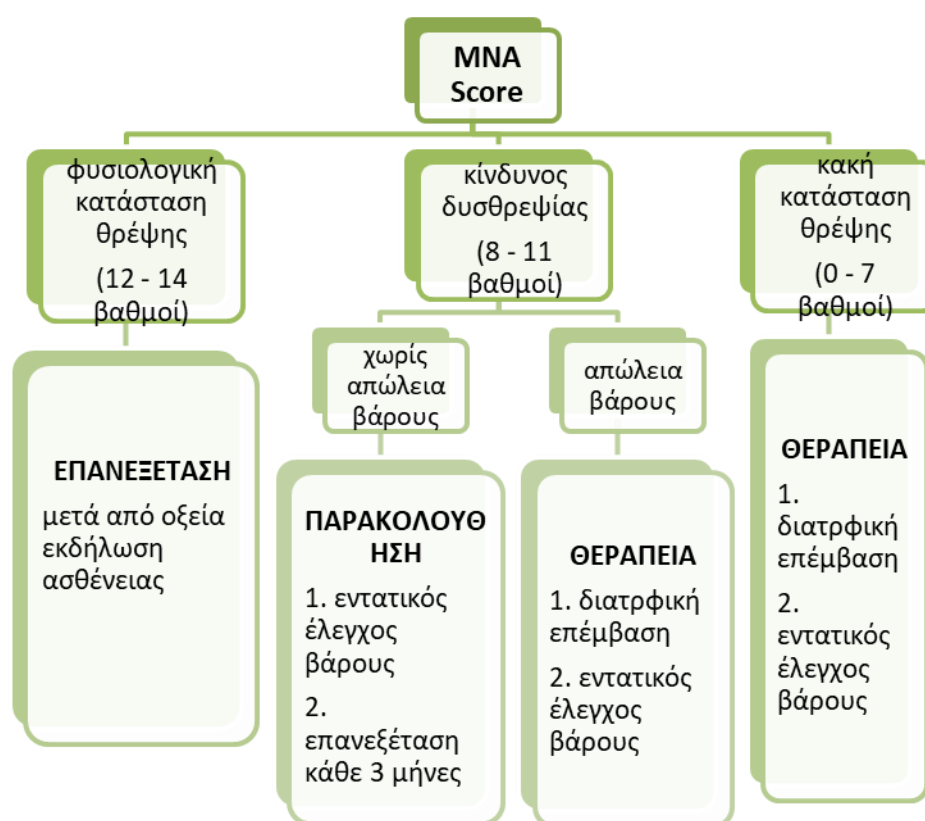 MNA
Score
φυσιολογική
κατάσταση
θρέψης
(12 - 14
βαθμοί)
κίνδυνος
δυσθρεψίας
(8 - 11
βαθμοί)
κακή
κατάσταση
θρέψης
(0 - 7
βαθμοί)
χωρίς
απώλεια
βάρους
απώλεια
βάρους
ΕΠΑΝΕΞΕΤΑΣΗ
μετά από οξεία
εκδήλωση
ασθένειας
ΠΑΡΑΚΟΛΟΥΘ
ΗΣΗ
1. εντατικός
έλεγχος
βάρους
2.
επανεξέταση
κάθε 3 μήνες
ΘΕΡΑΠΕΙΑ
1. διατρφική
επέμβαση
2. εντατικός
έλεγχος
βάρους
ΘΕΡΑΠΕΙΑ
1.
διατρφική
επέμβαση
2.
εντατικός
έλεγχος
βάρους